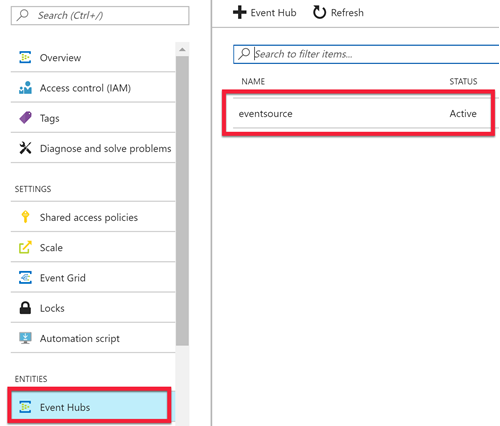 Search (Ctrl+/)
Overview
Access control (IAM)
Tags
Diagnose and solve problems
SETTINGS
Shared access policies
Scale
Event Grid
Locks
Automation script
ENTITIES
Event Hubs
Event Hub Refresh
Search to filter items...
NAME STATUS
eventsource Active